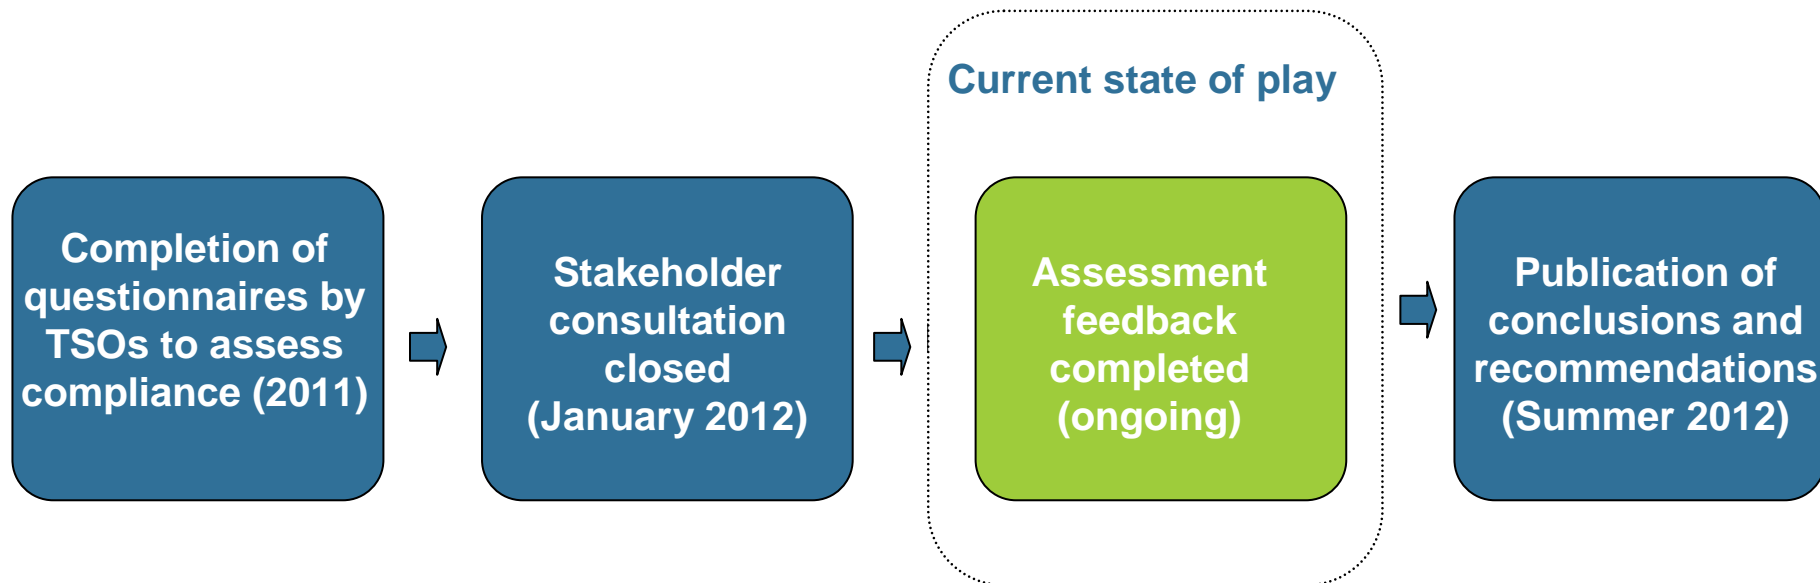 Current state of play
Completion of
questionnaires by
TSOs to assess
compliance (2011)
Stakeholder
consultation
closed
(January 2012)
Assessment
feedback
completed
(ongoing)
Publication of
conclusions and
recommendations
(Summer 2012)